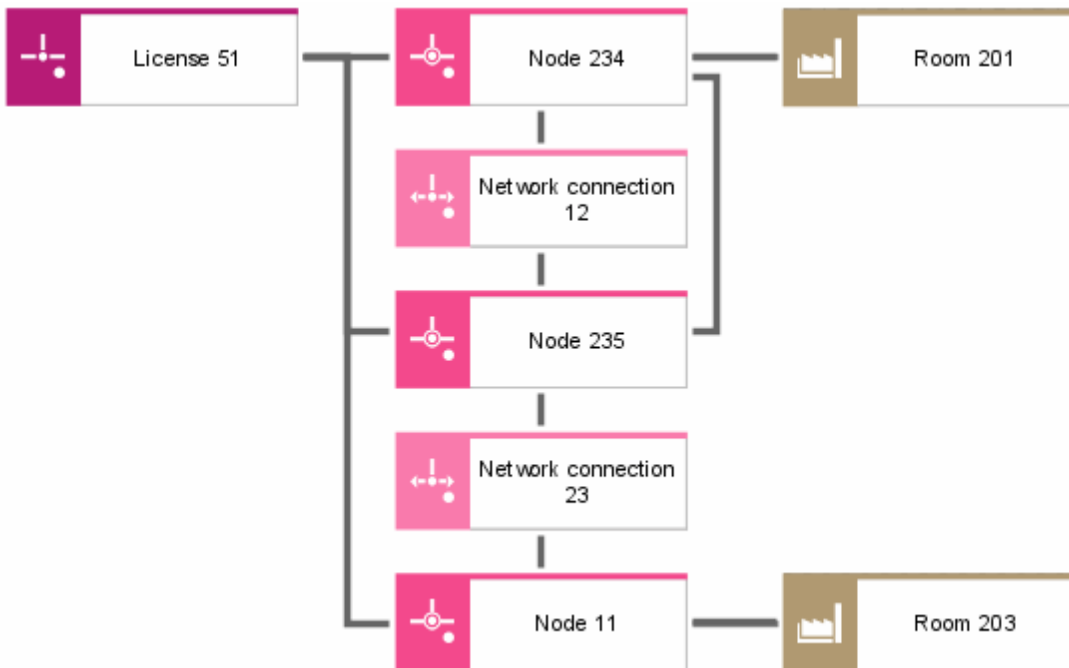 License 51
Node 234
Room 201
Network connection
12
Node 235
Network connection
23
Node 11
Room 203